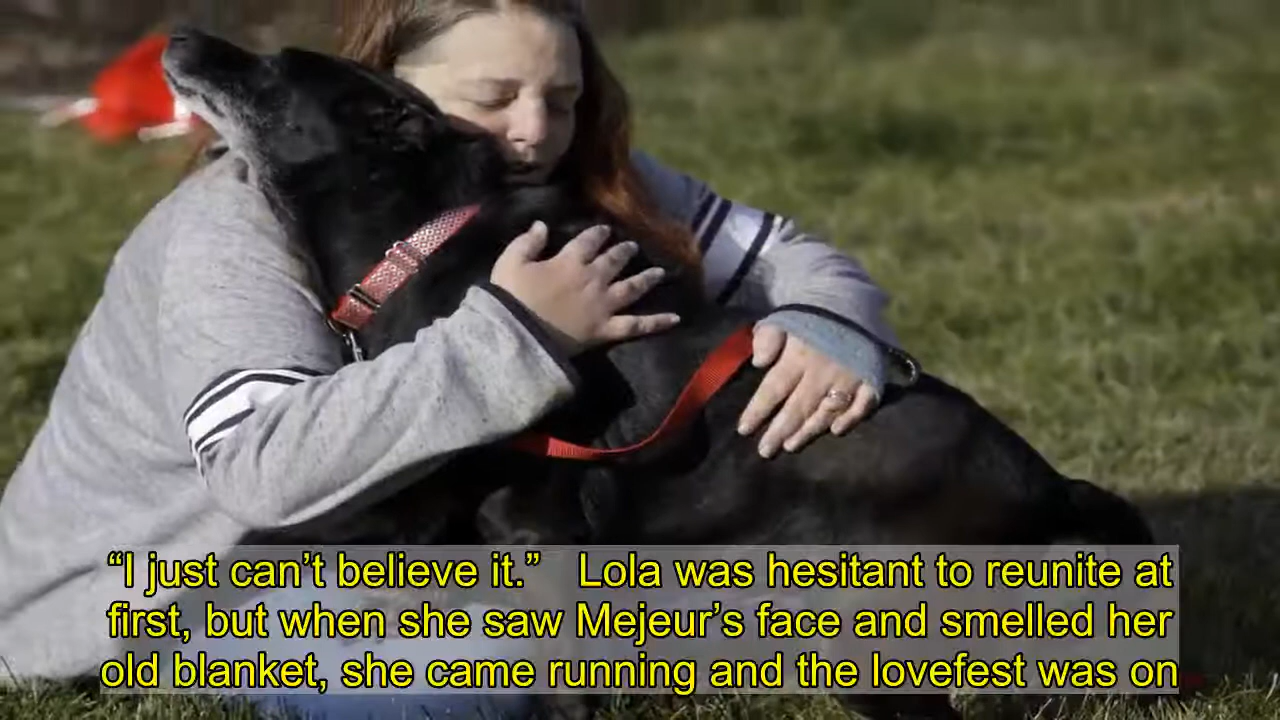 “I just can’t believe it.”   Lola was hesitant to reunite at
first, but when she saw Mejeur’s face and smelled her
old blanket, she came running and the lovefest was on